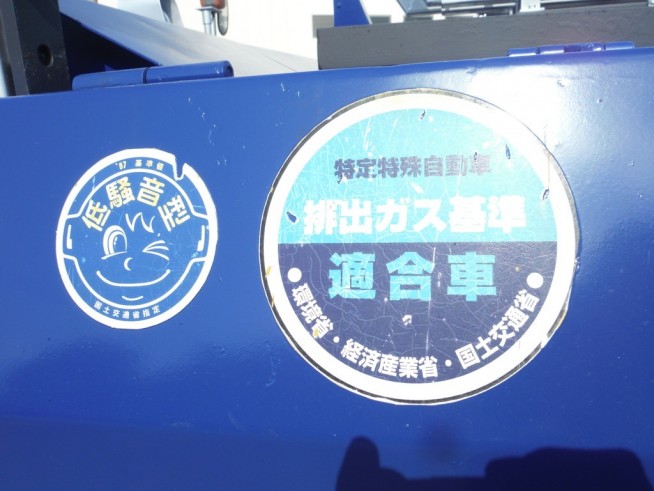 '97 基準値
低騒音型
国土交通省指定
特定特殊自動車
排出ガス基準
適合車
●環境省・経済産業省・国土交通省●